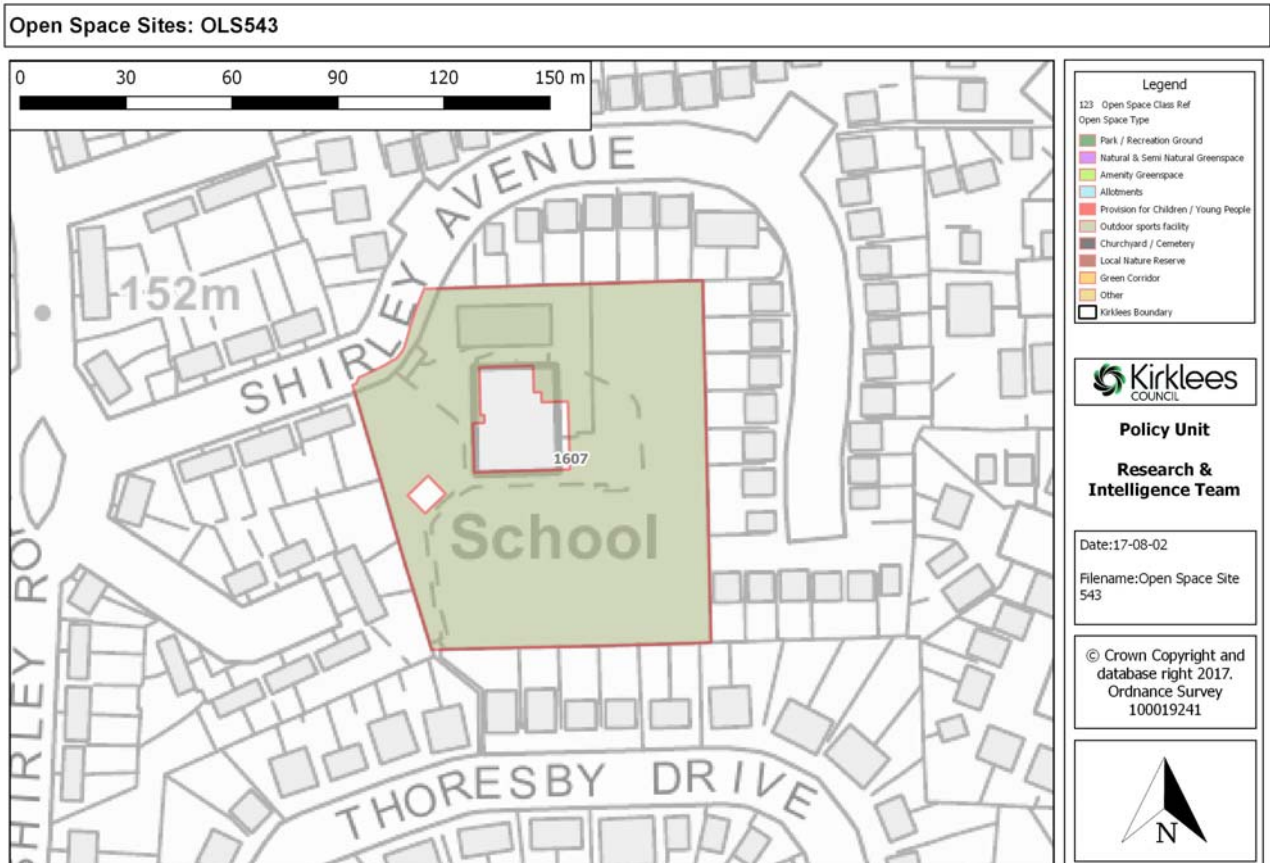 Open Space Sites: OLS543
0 30 60 90 120 150 m
SHIRLEY AVENUE
152m
1607
School
SHIRLEY RO
THORESBY DRIVE
Legend
123 Open Space Class Ref
Open Space Type
Park / Recreation Ground
Natural & Semi Natural Greenspace
Amenity Greenspace
Allotments
Provision for Children / Young People
Outdoor sports facility
Churchyard / Cemetery
Local Nature Reserve
Green Corridor
Other
Kirklees Boundary
Kirklees
COUNCIL
Policy Unit
Research &
Intelligence Team
Date:17-08-02
Filename:Open Space Site
543
© Crown Copyright and
database right 2017.
Ordnance Survey
100019241
N